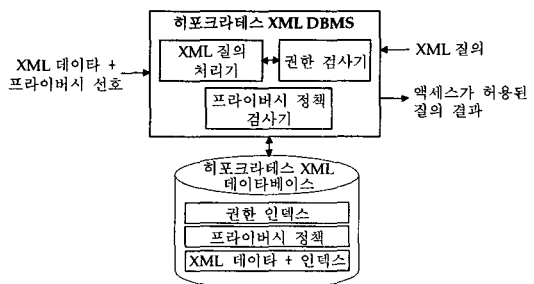 히포크라테스 XML DBMS
XML 데이타 +
프라이버시 선호
XML 질의
처리기
권한 검사기
XML 질의
프라이버시 정책
검사기
액세스가 허용된
질의 결과
히포크라테스 XML
데이타베이스
권한 인덱스
프라이버시 정책
XML 데이타 + 인덱스